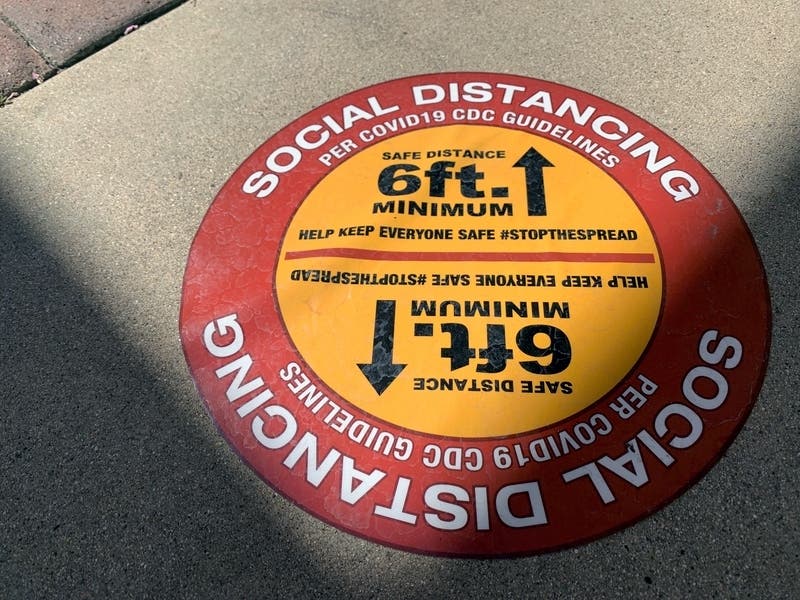 SOCIAL DISTANCING
PER COVID19 CDC GUIDELINES
SAFE DISTANCE
6ft.
MINIMUM
HELP KEEP EVERYONE SAFE #STOPTHESPREAD
HELP KEEP EVERYONE SAFE #STOPTHESPREAD
MINIMUM
6ft.
SAFE DISTANCE
PER COVID19 CDC GUIDELINES
SOCIAL DISTANCING